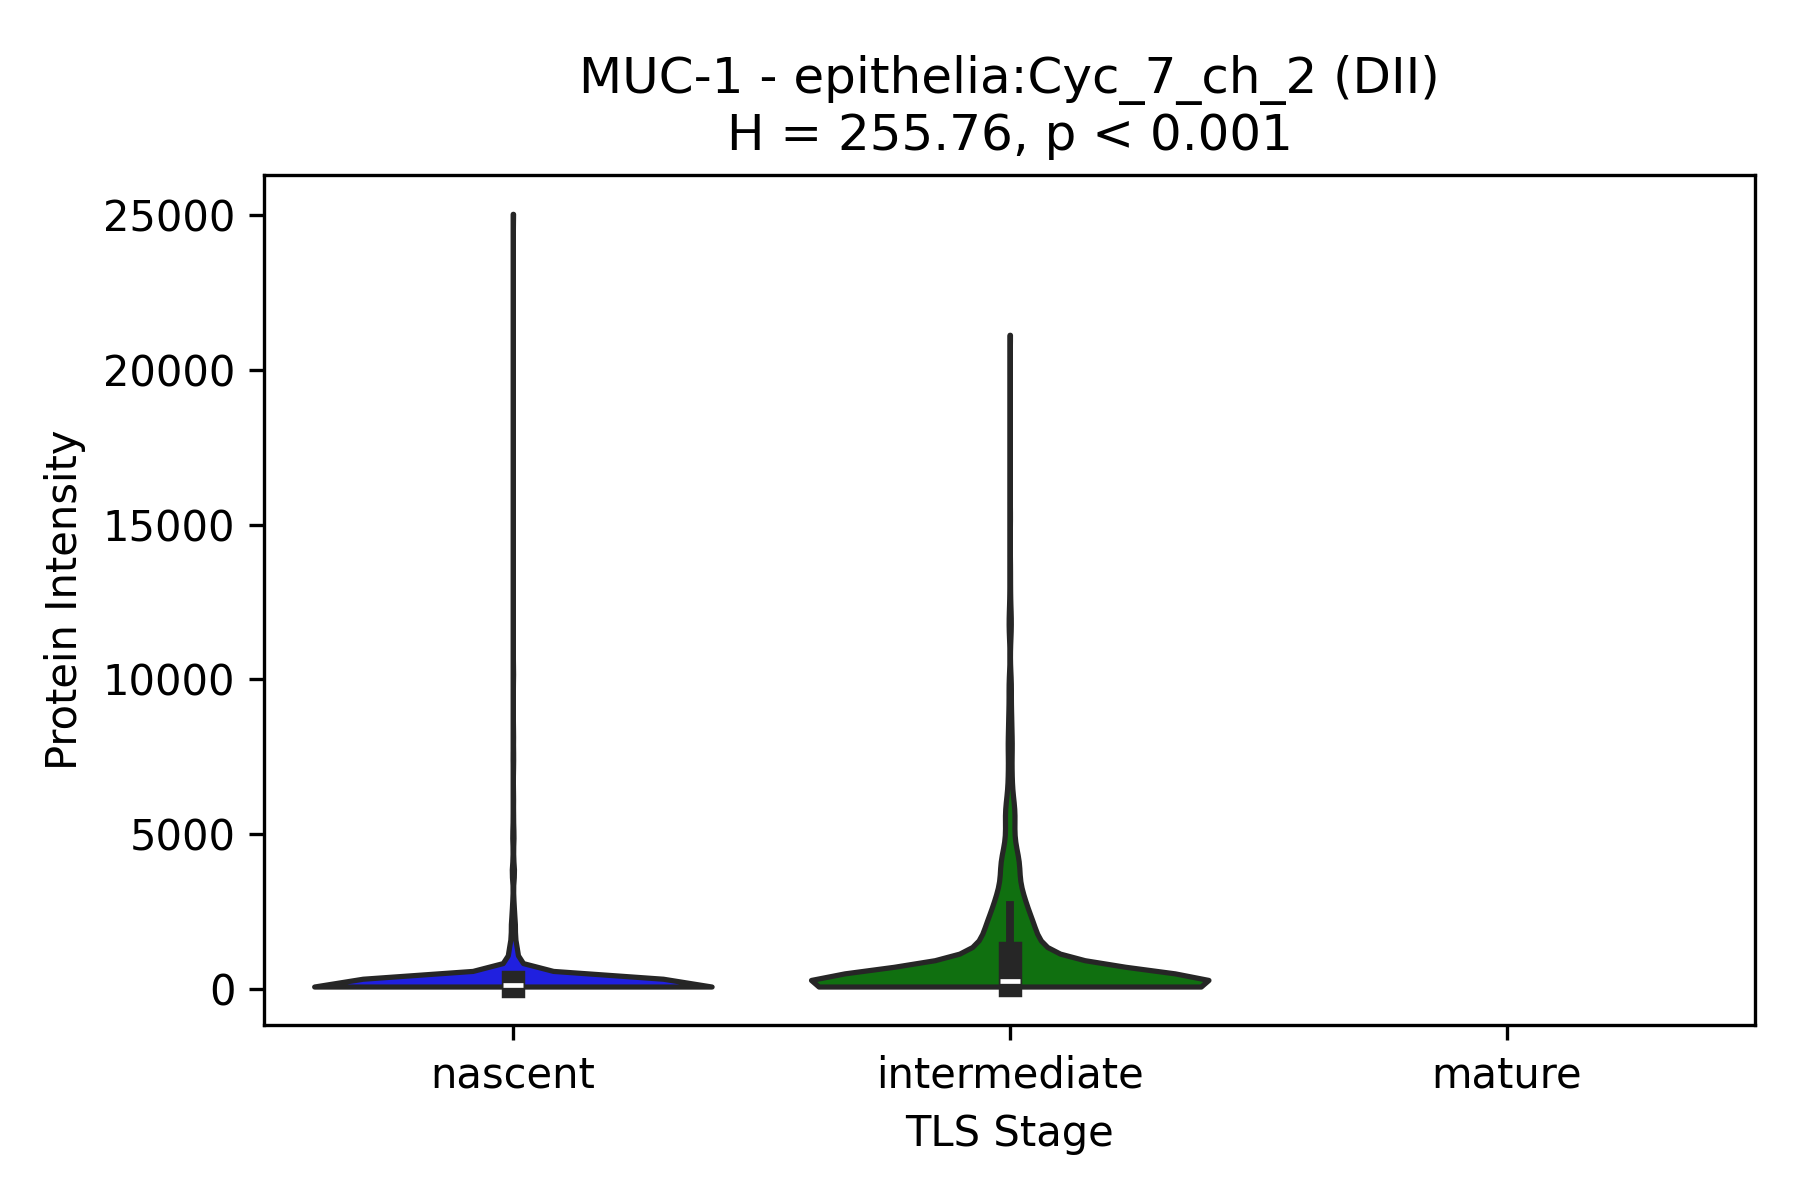 MUC-1 - epithelia:Cyc_7_ch_2 (DII)
H = 255.76, p < 0.001
25000
20000
15000
10000
5000
0
Protein Intensity
nascent
intermediate
mature
TLS Stage